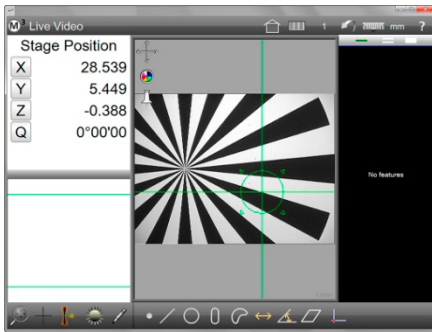 M3 Live Video
1
mm
?
Stage Position
X 28.539
Y 5.449
Z -0.388
Q 0°00'00
No features